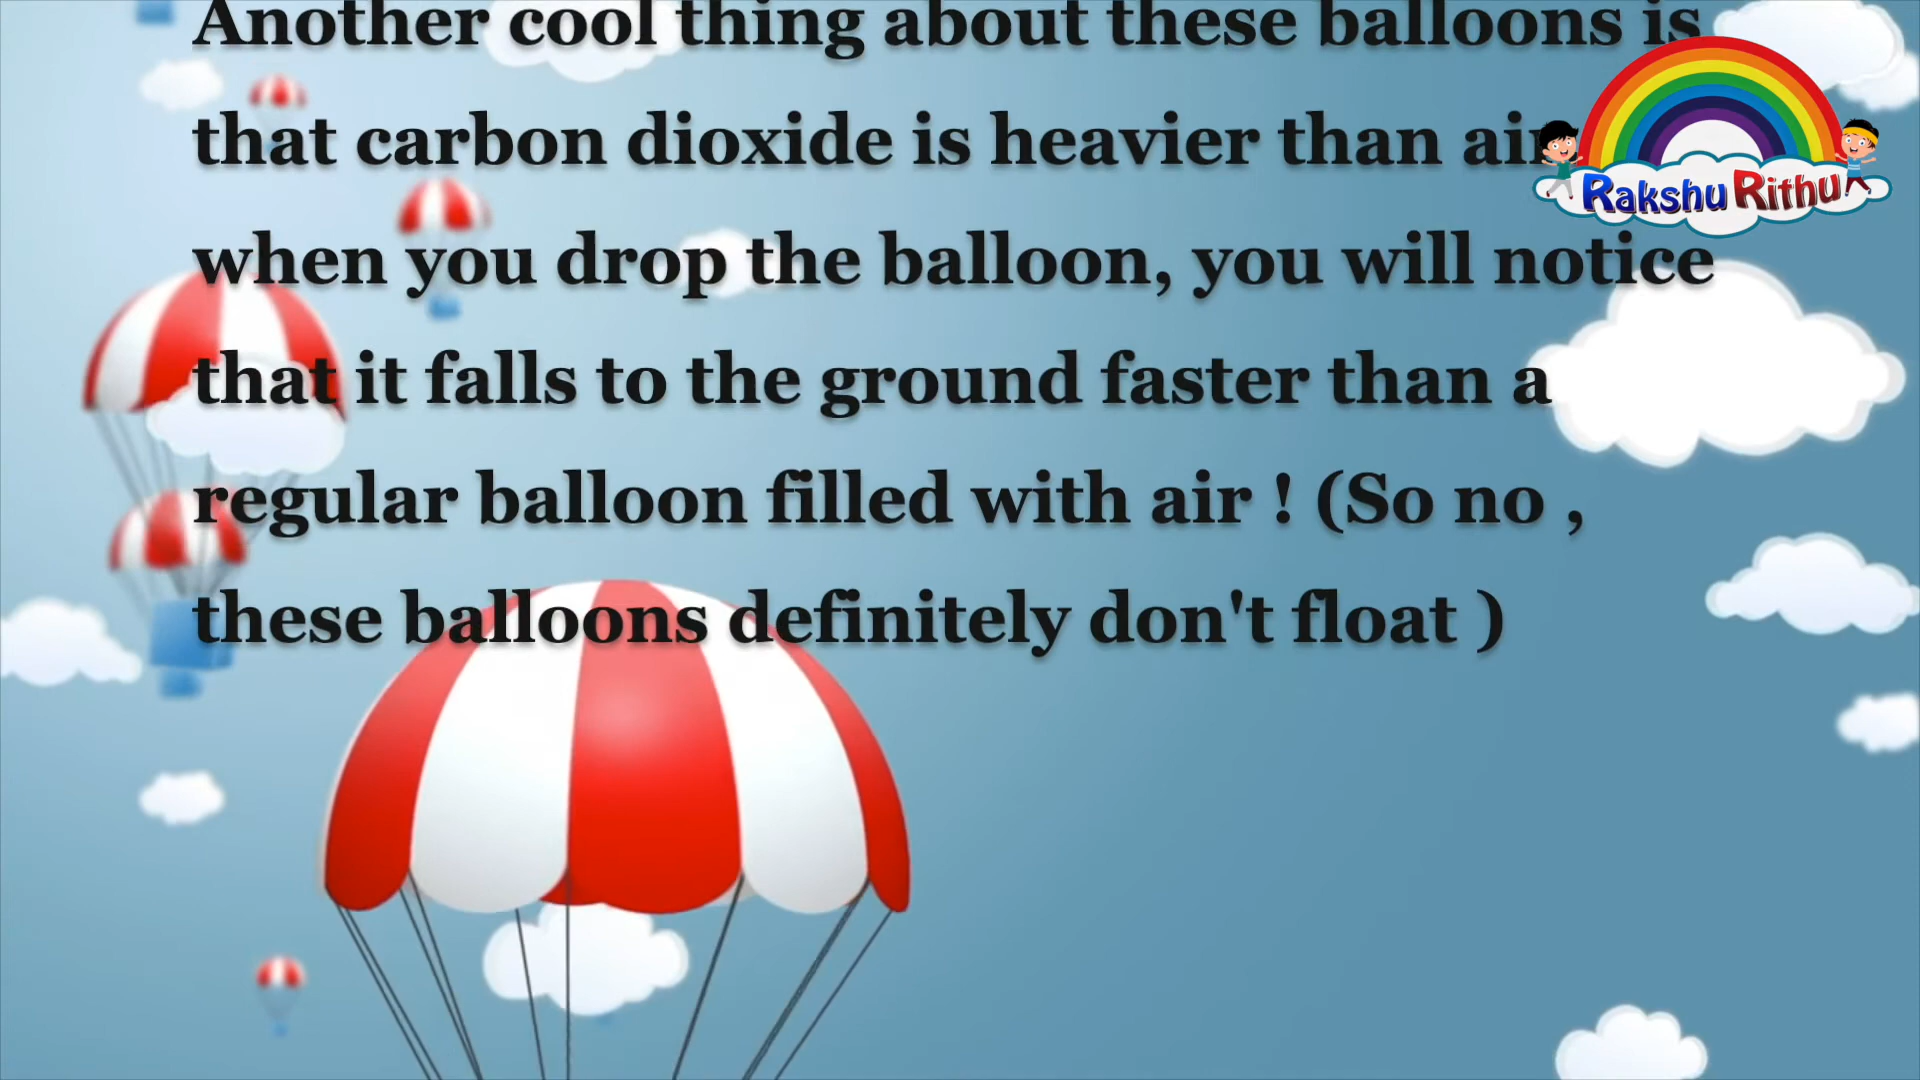 Another cool thing about these balloons is
that carbon dioxide is heavier than air
when you drop the balloon, you will notice
that it falls to the ground faster than a
regular balloon filled with air ! (So no ,
these balloons definitely don't float )
Rakshu Rithu